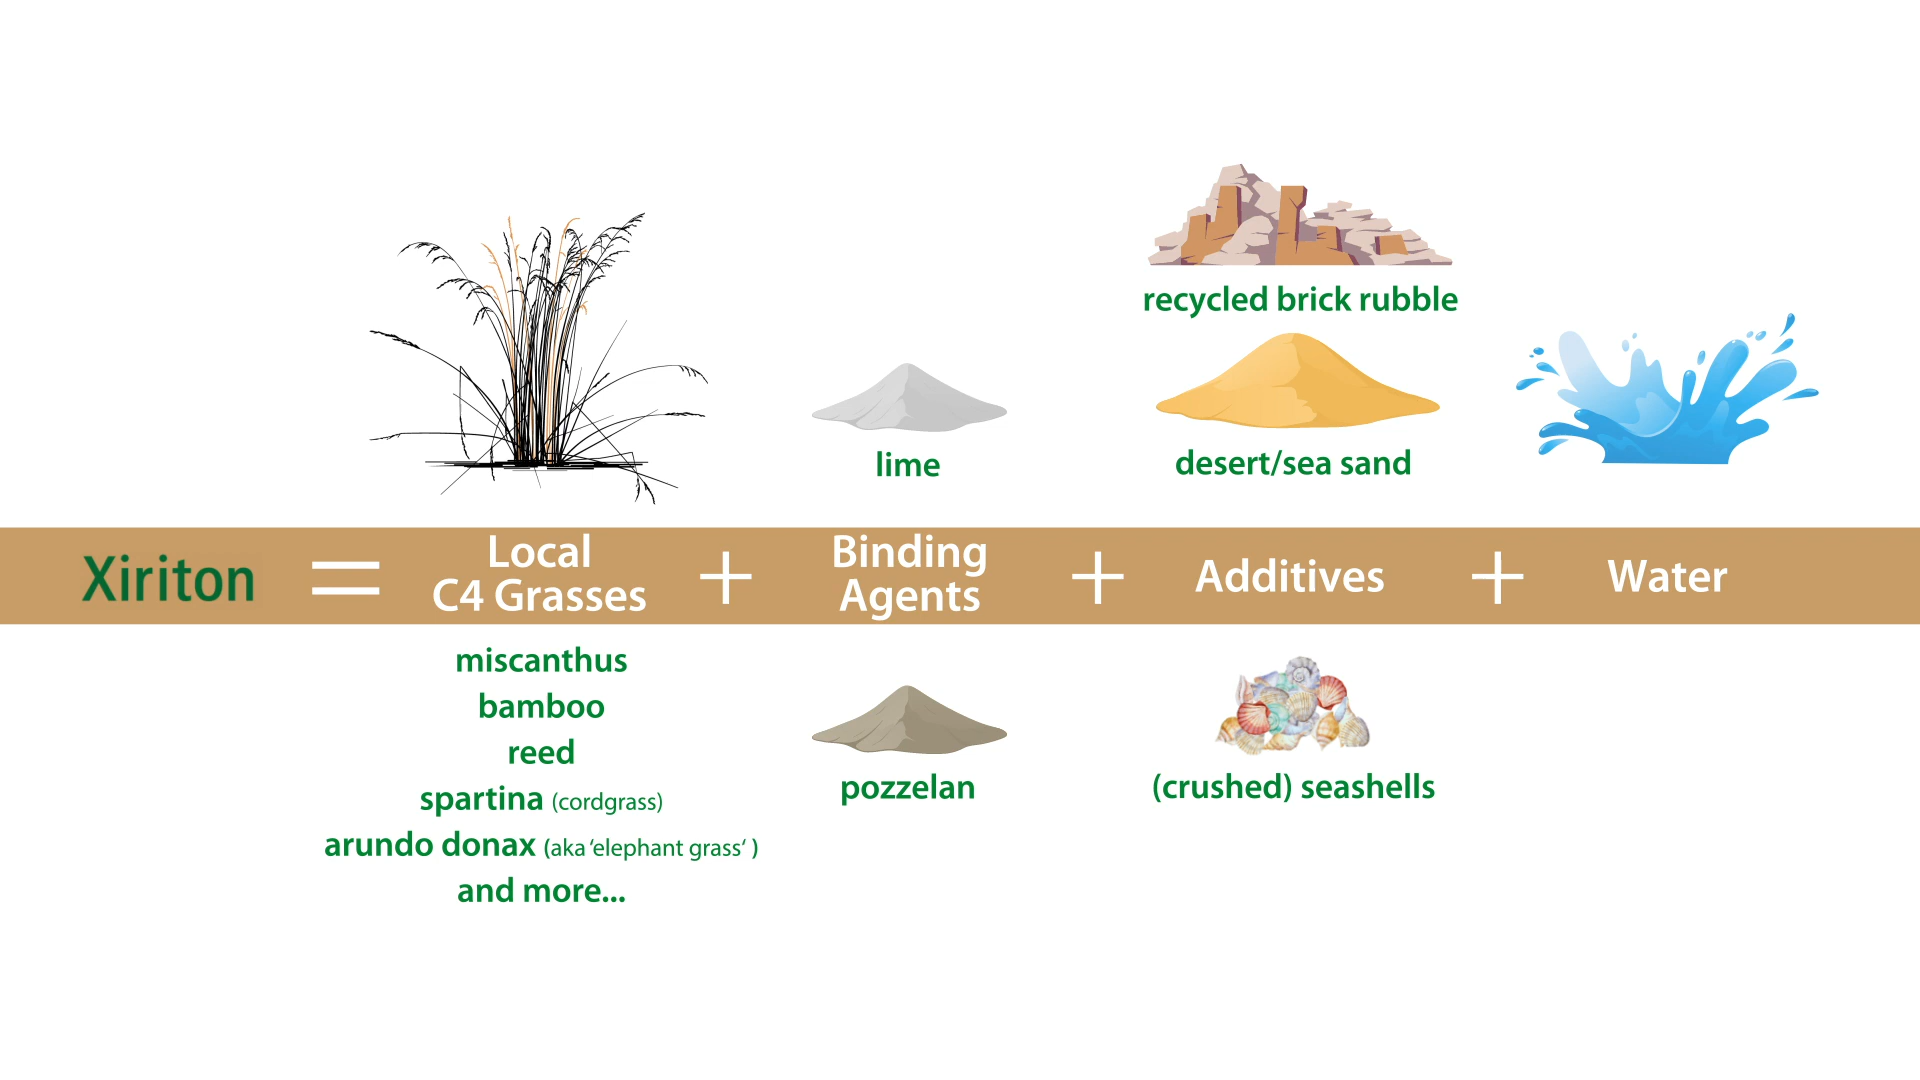 recycled brick rubble
lime
desert/sea sand
Xiriton = Local C4 Grasses + Binding Agents + Additives + Water
miscanthus
bamboo
reed
spartina (cordgrass)
arundo donax (aka ‘elephant grass‘ )
and more...
pozzelan
(crushed) seashells